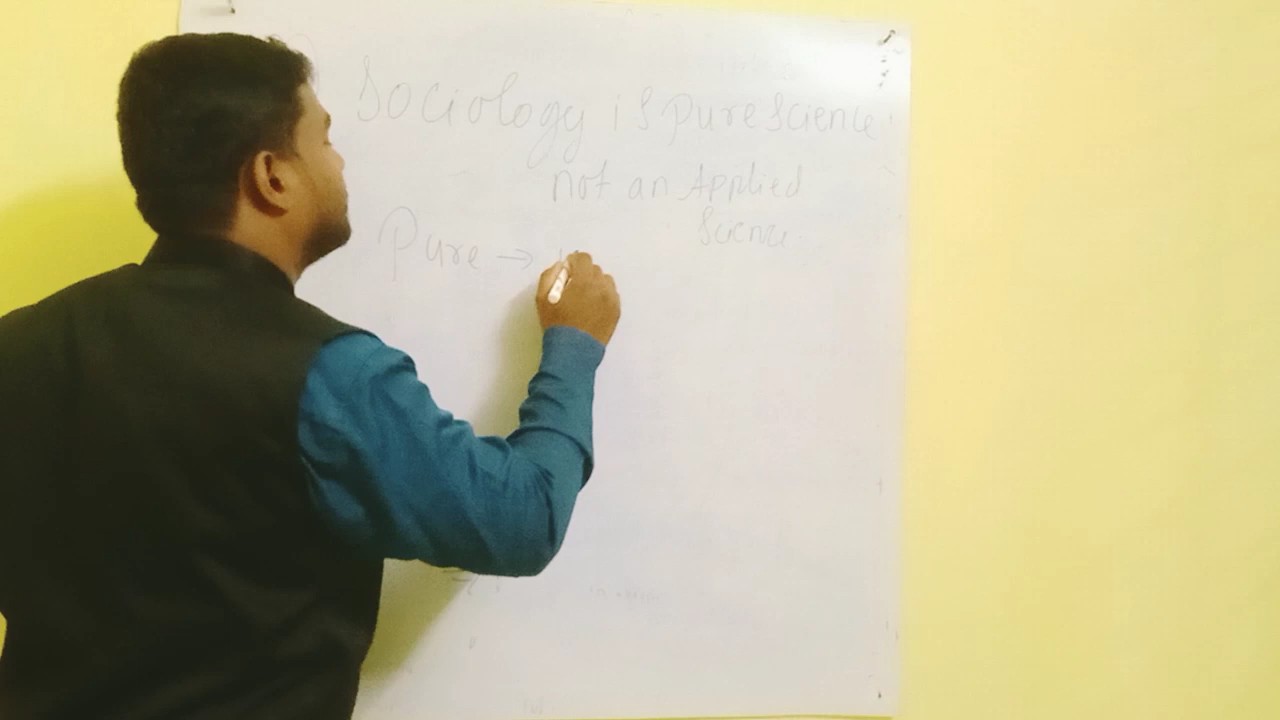 Sociology is Pure Science
not an Applied
Science
Pure →